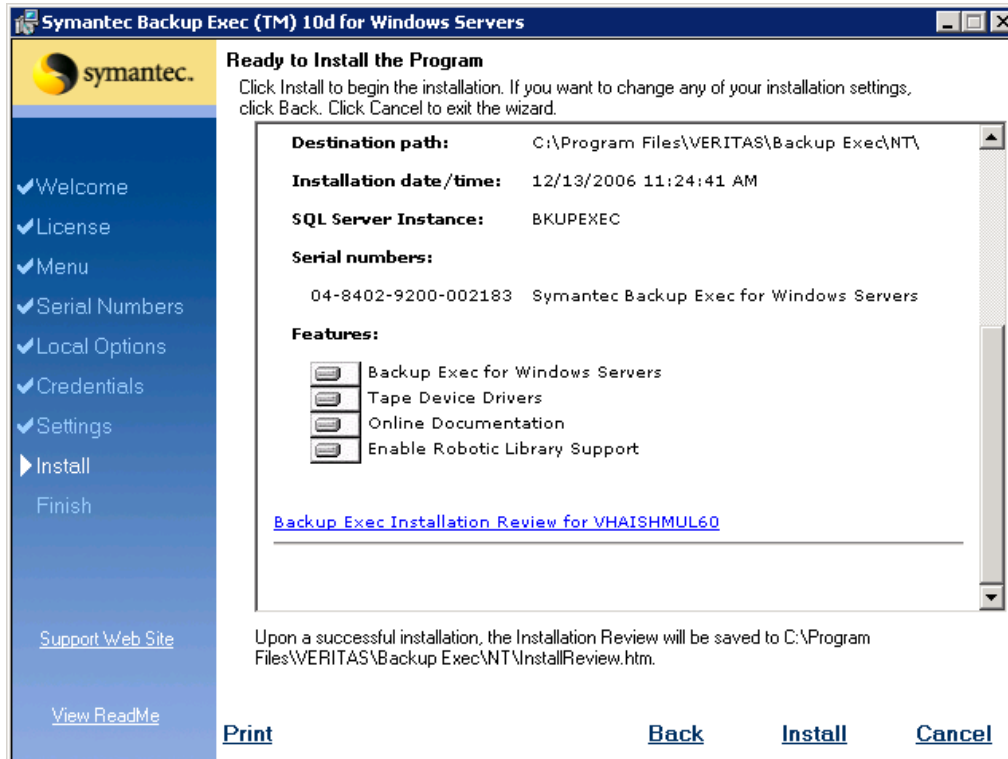 Symantec Backup Exec (TM) 10d for Windows Servers
symantec.
Ready to Install the Program
Click Install to begin the installation. If you want to change any of your installation settings,
click Back. Click Cancel to exit the wizard.
Destination path: C:\Program Files\VERITAS\Backup Exec\NT\
Installation date/time: 12/13/2006 11:24:41 AM
SQL Server Instance: BKUPEXEC
Serial numbers:
04-8402-9200-002183 Symantec Backup Exec for Windows Servers
Features:
Backup Exec for Windows Servers
Tape Device Drivers
Online Documentation
Enable Robotic Library Support
Backup Exec Installation Review for VHAISHMUL60
Welcome
License
Menu
Serial Numbers
Local Options
Credentials
Settings
Install
Finish
Support Web Site
View ReadMe
Upon a successful installation, the Installation Review will be saved to C:\Program
Files\VERITAS\Backup Exec\NT\InstallReview.htm.
Print Back Install Cancel